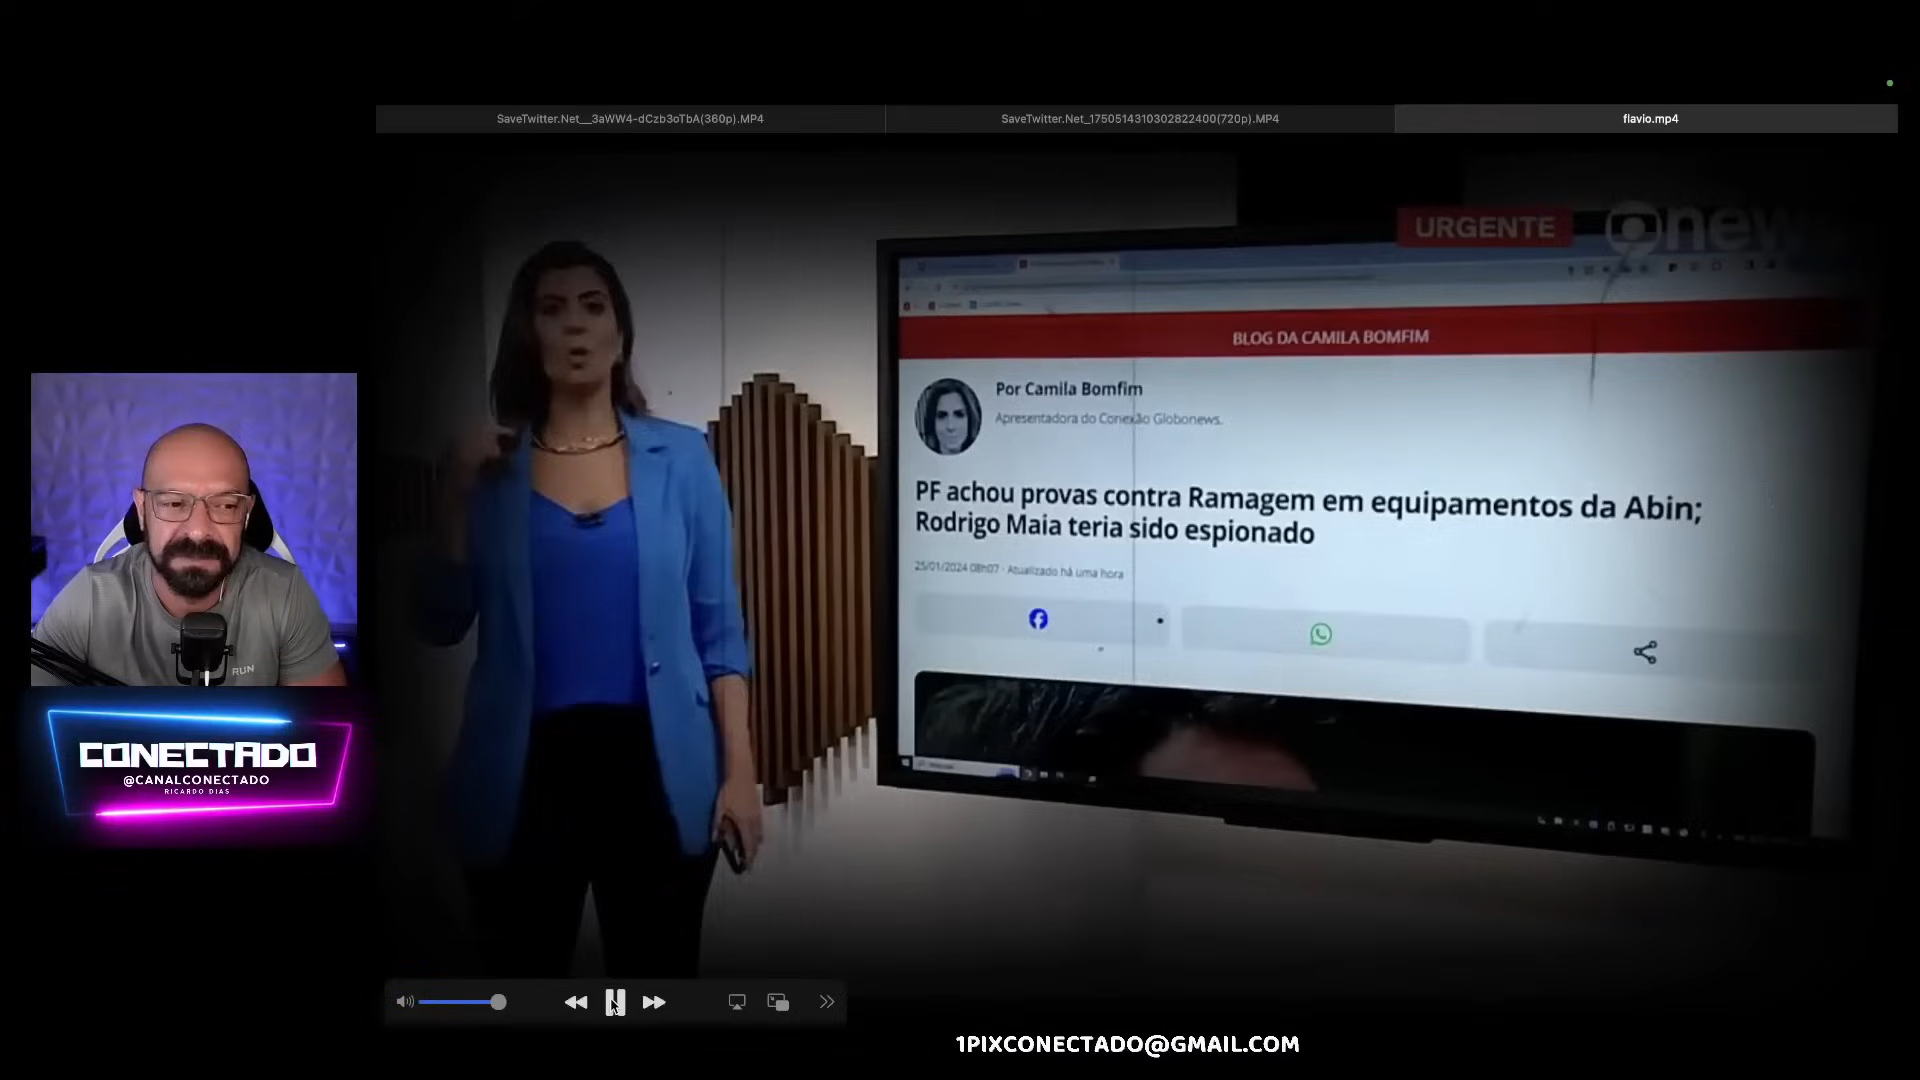 SaveTwitter.Net__3aWW4-dCzb3oTbA(360p).MP4
SaveTwitter.Net_1750514310302822400(720p).MP4
flavio.mp4
URGENTE
new
BLOG DA CAMILA BOMFIM
Por Camila Bomfim
Apresentadora do Conexão Globonews.
PF achou provas contra Ramagem em equipamentos da Abin;
Rodrigo Maia teria sido espionado
25/01/2024 08h07 · Atualizado há uma hora
RUN
CONECTADO
@CANALCONECTADO
RICARDO DIAS
1PIXCONECTADO@GMAIL.COM